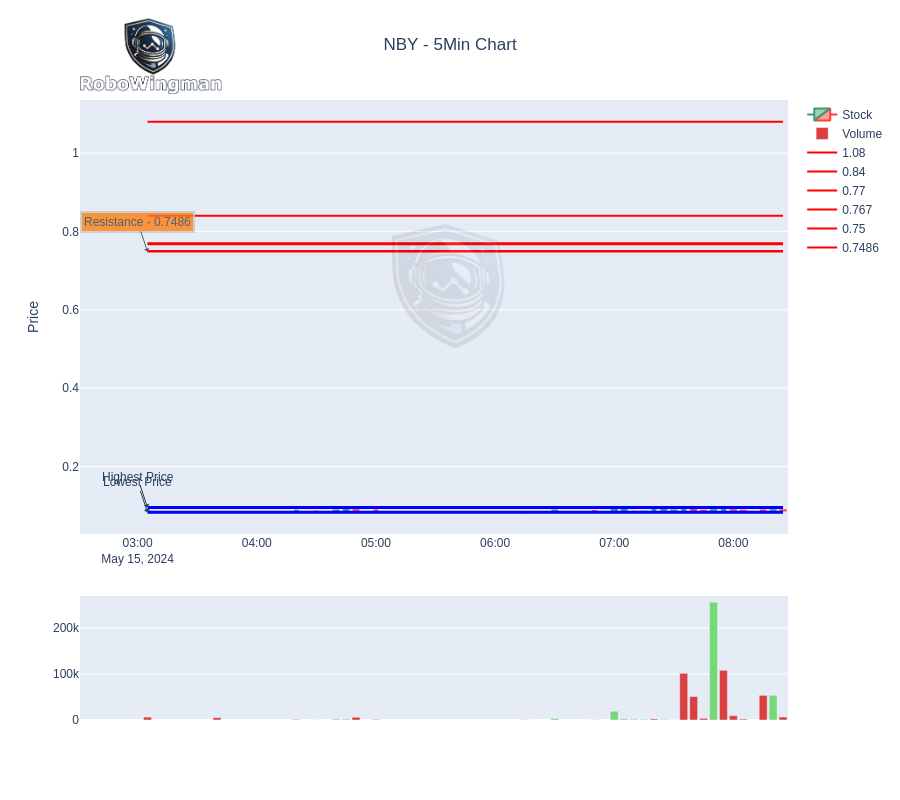 RoboWingman
NBY - 5Min Chart
Stock
Volume
1.08
0.84
0.77
0.767
0.75
0.7486
Price
1
0.8
0.6
0.4
0.2
Resistance - 0.7486
Highest Price
Lowest Price
03:00
04:00
05:00
06:00
07:00
08:00
May 15, 2024
200k
100k
0